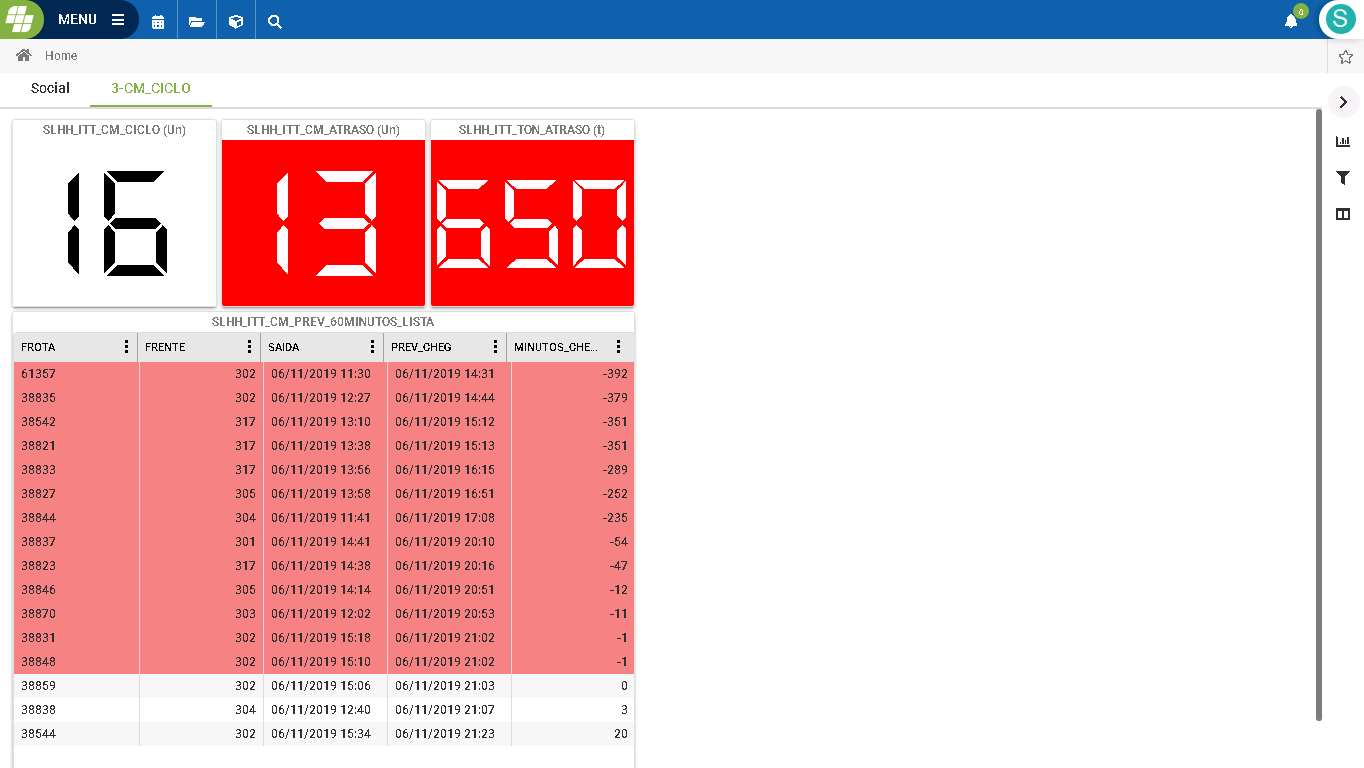 MENU
0
S
Home
Social 3-CM_CICLO
SLHH_ITT_CM_CICLO (Un) SLHH_ITT_CM_ATRASO (Un) SLHH_ITT_TON_ATRASO (t)
16 13 650
SLHH_ITT_CM_PREV_60MINUTOS_LISTA
FROTA FRENTE SAIDA PREV_CHEG MINUTOS_CHE...
61357 302 06/11/2019 11:30 06/11/2019 14:31 -392
38835 302 06/11/2019 12:27 06/11/2019 14:44 -379
38542 317 06/11/2019 13:10 06/11/2019 15:12 -351
38821 317 06/11/2019 13:38 06/11/2019 15:13 -351
38833 317 06/11/2019 13:56 06/11/2019 16:15 -289
38827 305 06/11/2019 13:58 06/11/2019 16:51 -252
38844 304 06/11/2019 11:41 06/11/2019 17:08 -235
38837 301 06/11/2019 14:41 06/11/2019 20:10 -54
38823 317 06/11/2019 14:38 06/11/2019 20:16 -47
38846 305 06/11/2019 14:14 06/11/2019 20:51 -12
38870 303 06/11/2019 12:02 06/11/2019 20:53 -11
38831 302 06/11/2019 15:18 06/11/2019 21:02 -1
38848 302 06/11/2019 15:10 06/11/2019 21:02 -1
38859 302 06/11/2019 15:06 06/11/2019 21:03 0
38838 304 06/11/2019 12:40 06/11/2019 21:07 3
38544 302 06/11/2019 15:34 06/11/2019 21:23 20